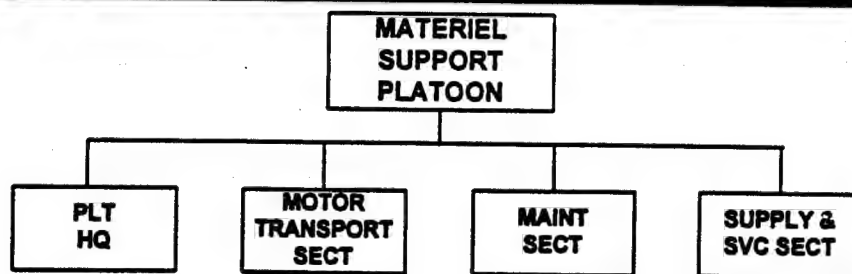 MATERIEL
SUPPORT
PLATOON
PLT
HQ
MOTOR
TRANSPORT
SECT
MAINT
SECT
SUPPLY &
SVC SECT